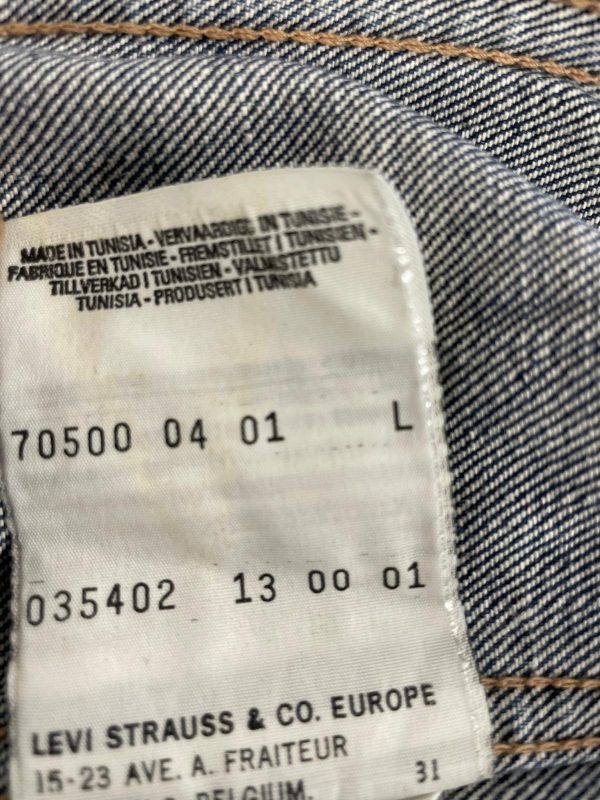 MADE IN TUNISIA - VERVAARDIGD IN TUNISIE -
FABRIQUE EN TUNISIE - FREMSTILLET I TUNISIEN -
TILLVERKAD I TUNISIEN - VALMISTETTU
TUNISIA - PRODUSERT I TUNISIA
70500 04 01 L
035402 13 00 01
LEVI STRAUSS & CO. EUROPE
15-23 AVE. A. FRAITEUR
BELGIUM. 31